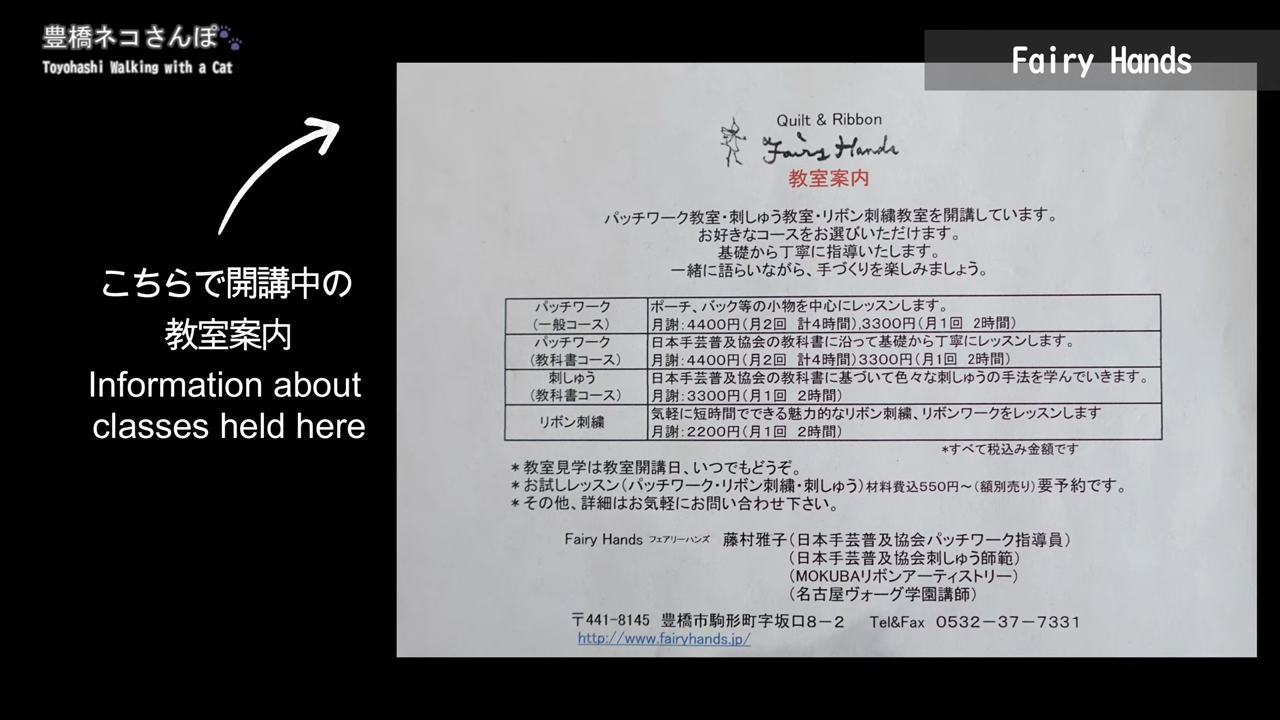 豊橋ネコさんぽ
Toyohashi Walking with a Cat
Fairy Hands
こちらで開講中の
教室案内
Information about
classes held here
Quilt & Ribbon
Fairy Hands
教室案内
パッチワーク教室・刺しゅう教室・リボン刺繍教室を開講しています。
お好きなコースをお選びいただけます。
基礎から丁寧に指導いたします。
一緒に語らいながら、手づくりを楽しみましょう。
パッチワーク
（一般コース）
ポーチ、バック等の小物を中心にレッスンします。
月謝：4400円（月2回 計4時間）,3300円（月1回 2時間）
パッチワーク
（教科書コース）
日本手芸普及協会の教科書に沿って基礎から丁寧にレッスンします。
月謝：4400円（月2回 計4時間）3300円（月1回 2時間）
刺しゅう
（教科書コース）
日本手芸普及協会の教科書に基づいて色々な刺しゅうの手法を学んでいきます。
月謝：3300円（月1回 2時間）
リボン刺繍
気軽に短時間でできる魅力的なリボン刺繍、リボンワークをレッスンします
月謝：2200円（月1回 2時間）
*すべて税込み金額です
＊教室見学は教室開講日、いつでもどうぞ。
＊お試しレッスン（パッチワーク・リボン刺繍・刺しゅう）材料費込550円～（額別売り）要予約です。
＊その他、詳細はお気軽にお問い合わせ下さい。
Fairy Hands フェアリーハンズ 藤村雅子（日本手芸普及協会パッチワーク指導員）
（日本手芸普及協会刺しゅう師範）
（MOKUBAリボンアーティストリー）
（名古屋ヴォーグ学園講師）
〒441-8145 豊橋市駒形町字坂口8－2 Tel&Fax 0532－37－7331
http://www.fairyhands.jp/